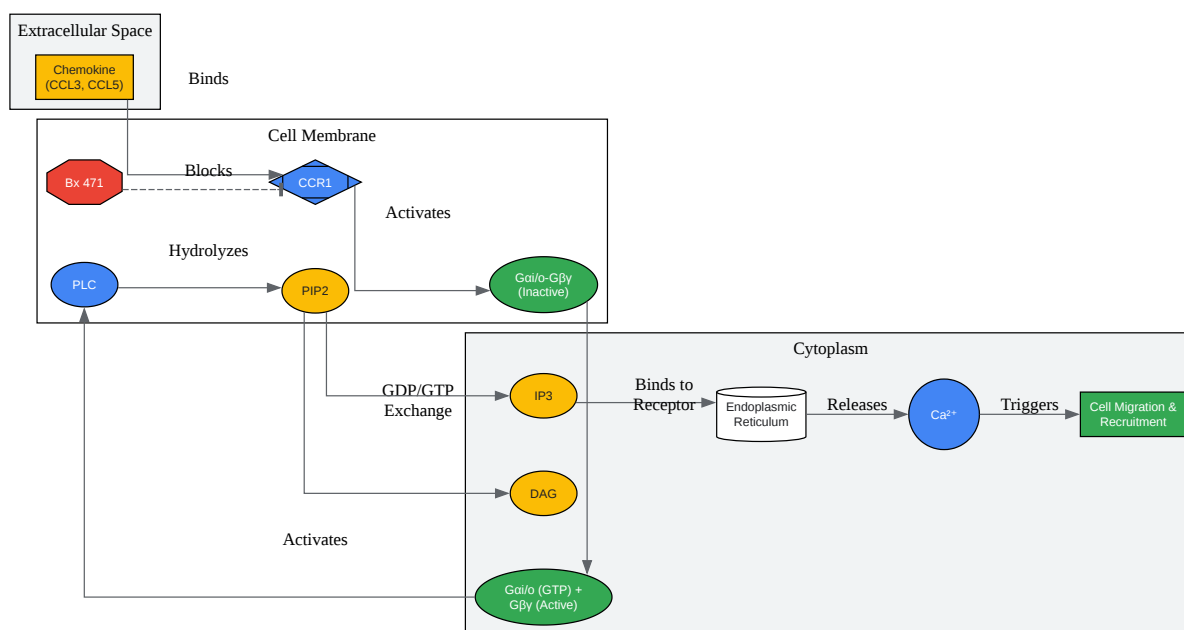 Extracellular Space
Chemokine
(CCL3, CCL5)
Binds
Cell Membrane
Bx 471
Blocks
CCR1
Activates
Hydrolyzes
PLC
PIP2
Gαi/o-Gβγ
(Inactive)
Cytoplasm
GDP/GTP
Exchange
IP3
Binds to
Receptor
Endoplasmic
Reticulum
Releases
Ca²⁺
Triggers
Cell Migration &
Recruitment
DAG
Activates
Gαi/o (GTP) +
Gβγ (Active)